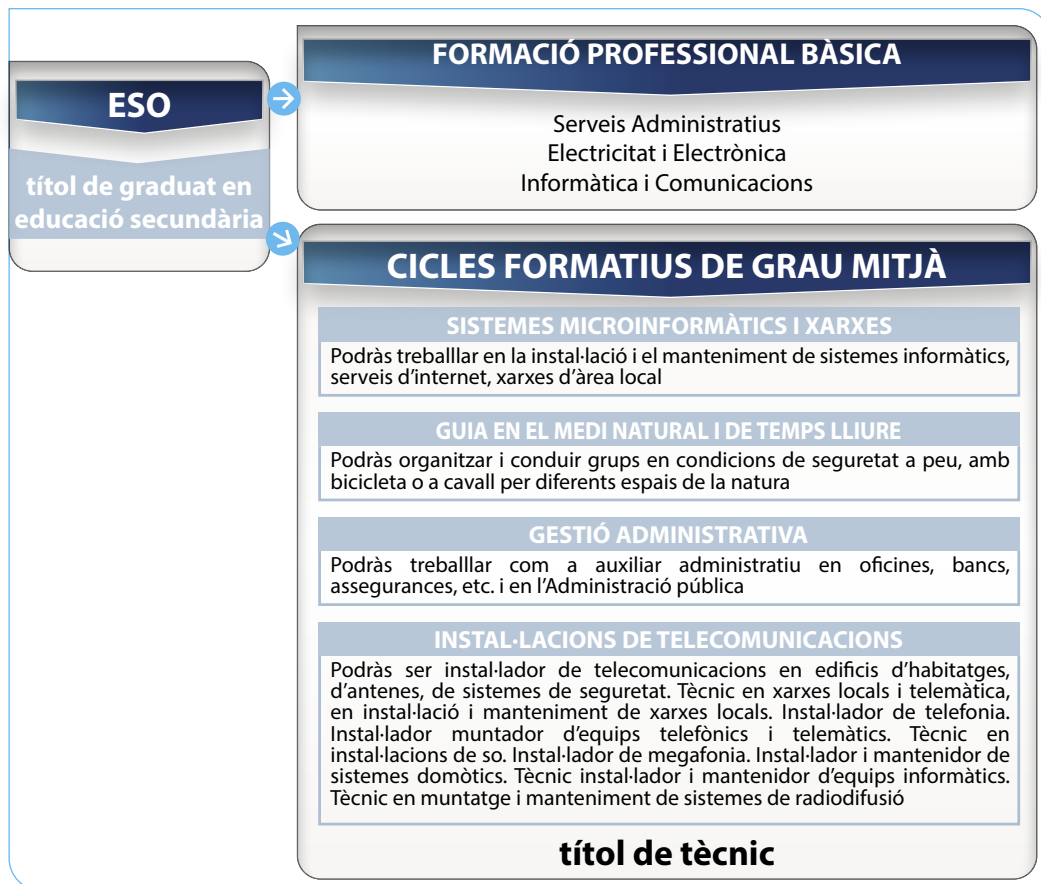 ESO
títol de graduat en
educació secundària
FORMACIÓ PROFESSIONAL BÀSICA
Serveis Administratius
Electricitat i Electrònica
Informàtica i Comunicacions
CICLES FORMATIUS DE GRAU MITJÀ
SISTEMES MICROINFORMÀTICS I XARXES
Podràs treballlar en la instal·lació i el manteniment de sistemes informàtics,
serveis d'internet, xarxes d'àrea local
GUIA EN EL MEDI NATURAL I DE TEMPS LLIURE
Podràs organitzar i conduir grups en condicions de seguretat a peu, amb
bicicleta o a cavall per diferents espais de la natura
GESTIÓ ADMINISTRATIVA
Podràs treballlar com a auxiliar administratiu en oficines, bancs,
assegurances, etc. i en l'Administració pública
INSTAL·LACIONS DE TELECOMUNICACIONS
Podràs ser instal·lador de telecomunicacions en edificis d'habitatges,
d'antenes, de sistemes de seguretat. Tècnic en xarxes locals i telemàtica,
en instal·lació i manteniment de xarxes locals. Instal·lador de telefonia.
Instal·lador muntador d'equips telefònics i telemàtics. Tècnic en
instal·lacions de so. Instal·lador de megafonia. Instal·lador i mantenidor de
sistemes domòtics. Tècnic instal·lador i mantenidor d'equips informàtics.
Tècnic en muntatge i manteniment de sistemes de radiodifusió
títol de tècnic